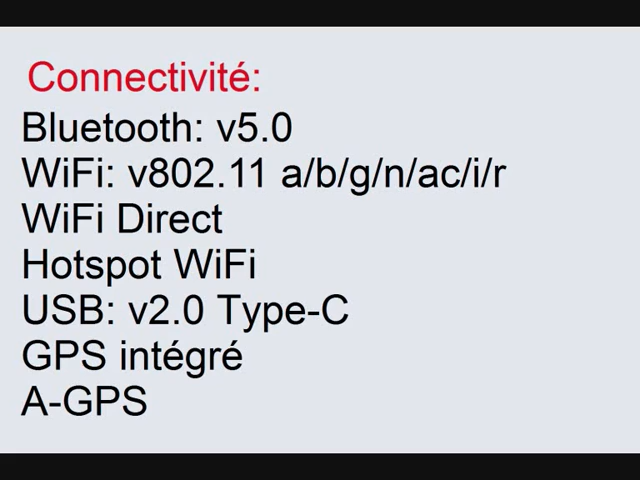 Connectivité:
Bluetooth: v5.0
WiFi: v802.11 a/b/g/n/ac/i/r
WiFi Direct
Hotspot WiFi
USB: v2.0 Type-C
GPS intégré
A-GPS